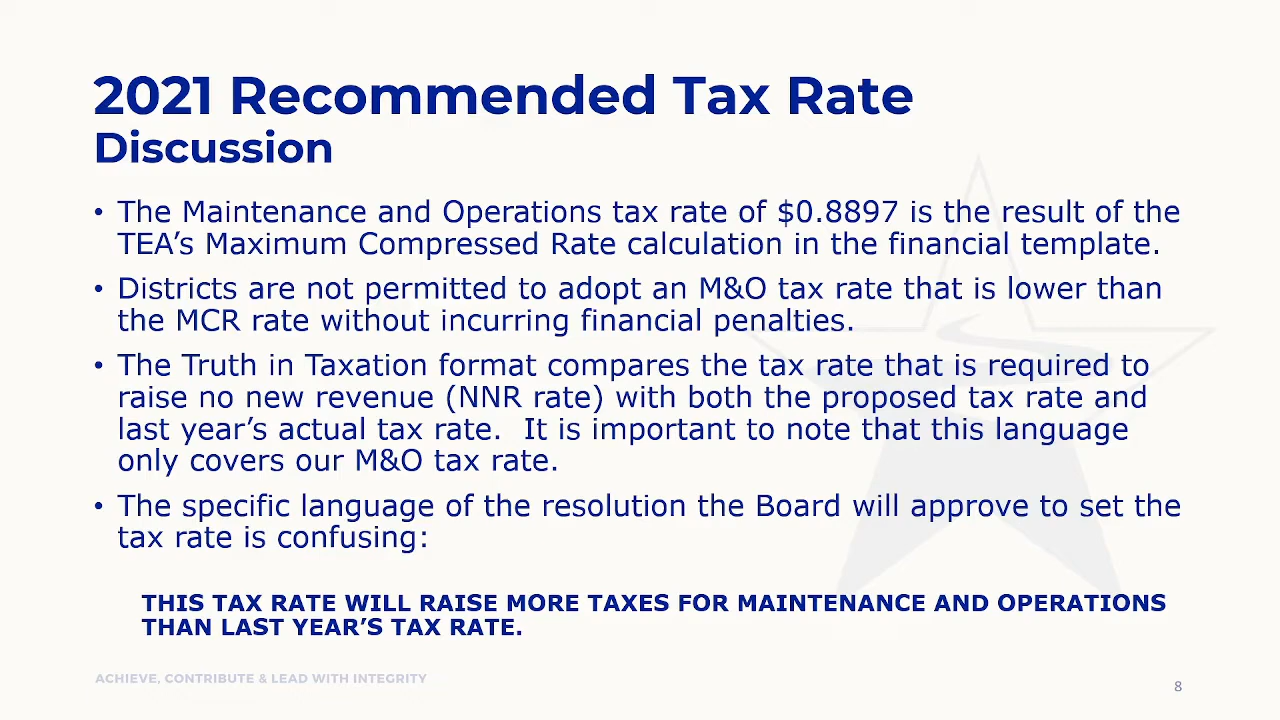 2021 Recommended Tax Rate
Discussion
• The Maintenance and Operations tax rate of $0.8897 is the result of the
TEA’s Maximum Compressed Rate calculation in the financial template.
• Districts are not permitted to adopt an M&O tax rate that is lower than
the MCR rate without incurring financial penalties.
• The Truth in Taxation format compares the tax rate that is required to
raise no new revenue (NNR rate) with both the proposed tax rate and
last year’s actual tax rate.  It is important to note that this language
only covers our M&O tax rate.
• The specific language of the resolution the Board will approve to set the
tax rate is confusing:
THIS TAX RATE WILL RAISE MORE TAXES FOR MAINTENANCE AND OPERATIONS
THAN LAST YEAR’S TAX RATE.
ACHIEVE, CONTRIBUTE & LEAD WITH INTEGRITY
8